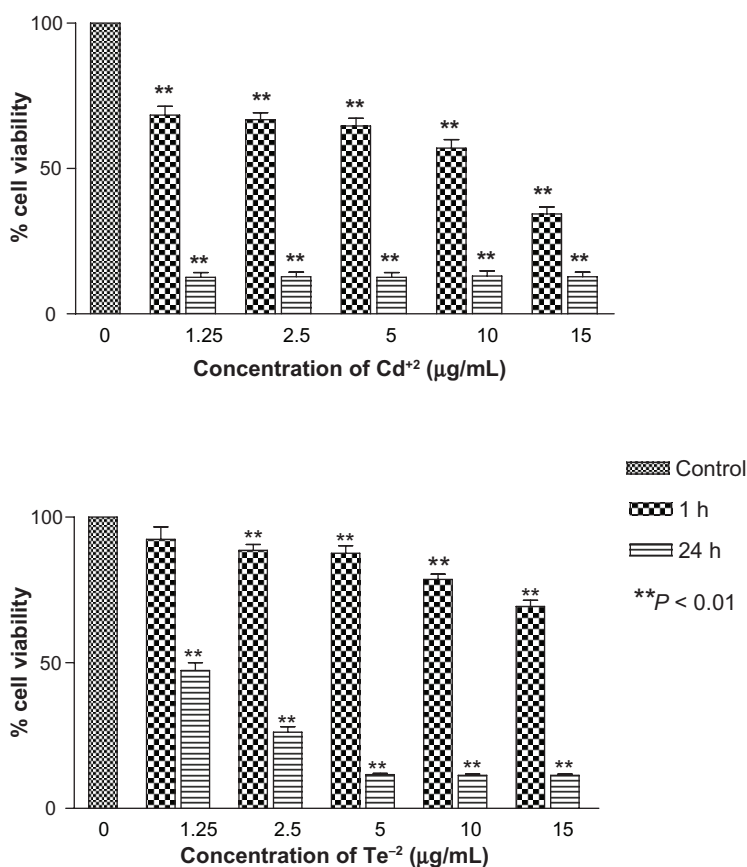 100
50
0
% cell viability
**
**
**
**
**
**
**
**
**
**
0 1.25 2.5 5 10 15
Concentration of Cd⁺² (μg/mL)
Control
1 h
24 h
**P < 0.01
100
50
0
% cell viability
**
**
**
**
**
**
**
**
**
0 1.25 2.5 5 10 15
Concentration of Te⁻² (μg/mL)